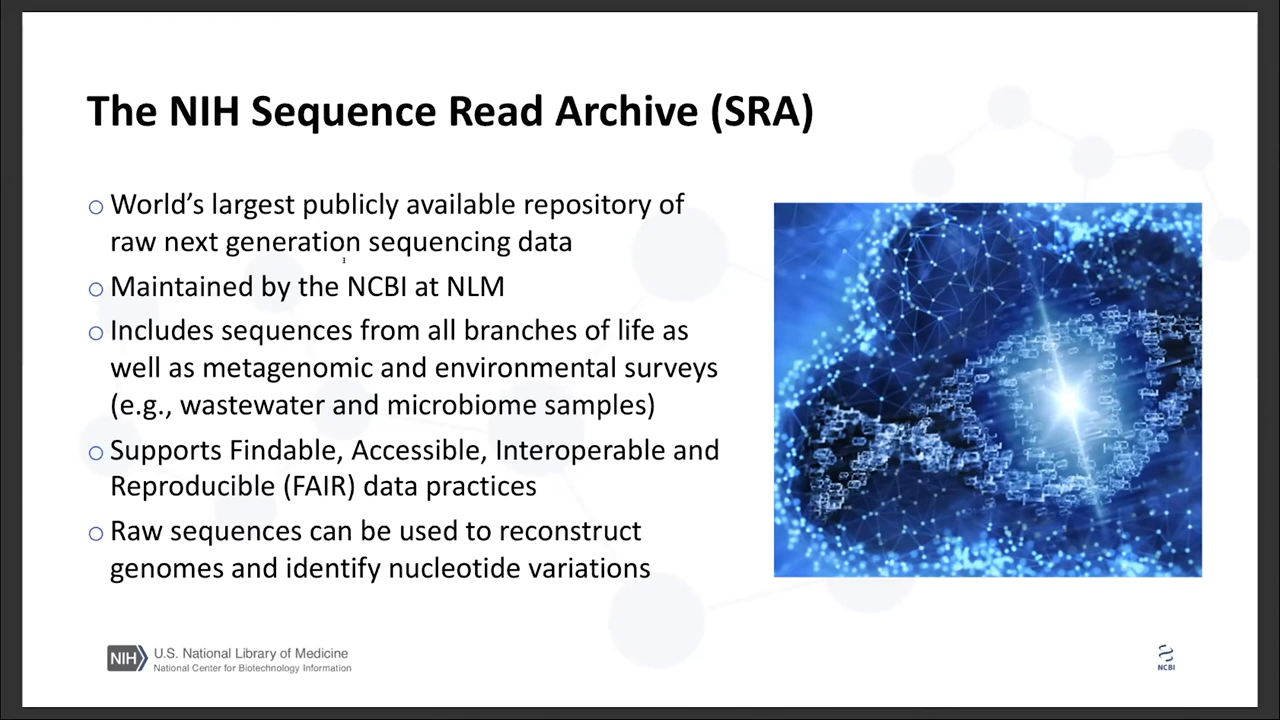 The NIH Sequence Read Archive (SRA)
○ World’s largest publicly available repository of
raw next generation sequencing data
○ Maintained by the NCBI at NLM
○ Includes sequences from all branches of life as
well as metagenomic and environmental surveys
(e.g., wastewater and microbiome samples)
○ Supports Findable, Accessible, Interoperable and
Reproducible (FAIR) data practices
○ Raw sequences can be used to reconstruct
genomes and identify nucleotide variations
NIH
U.S. National Library of Medicine
National Center for Biotechnology Information
NCBI